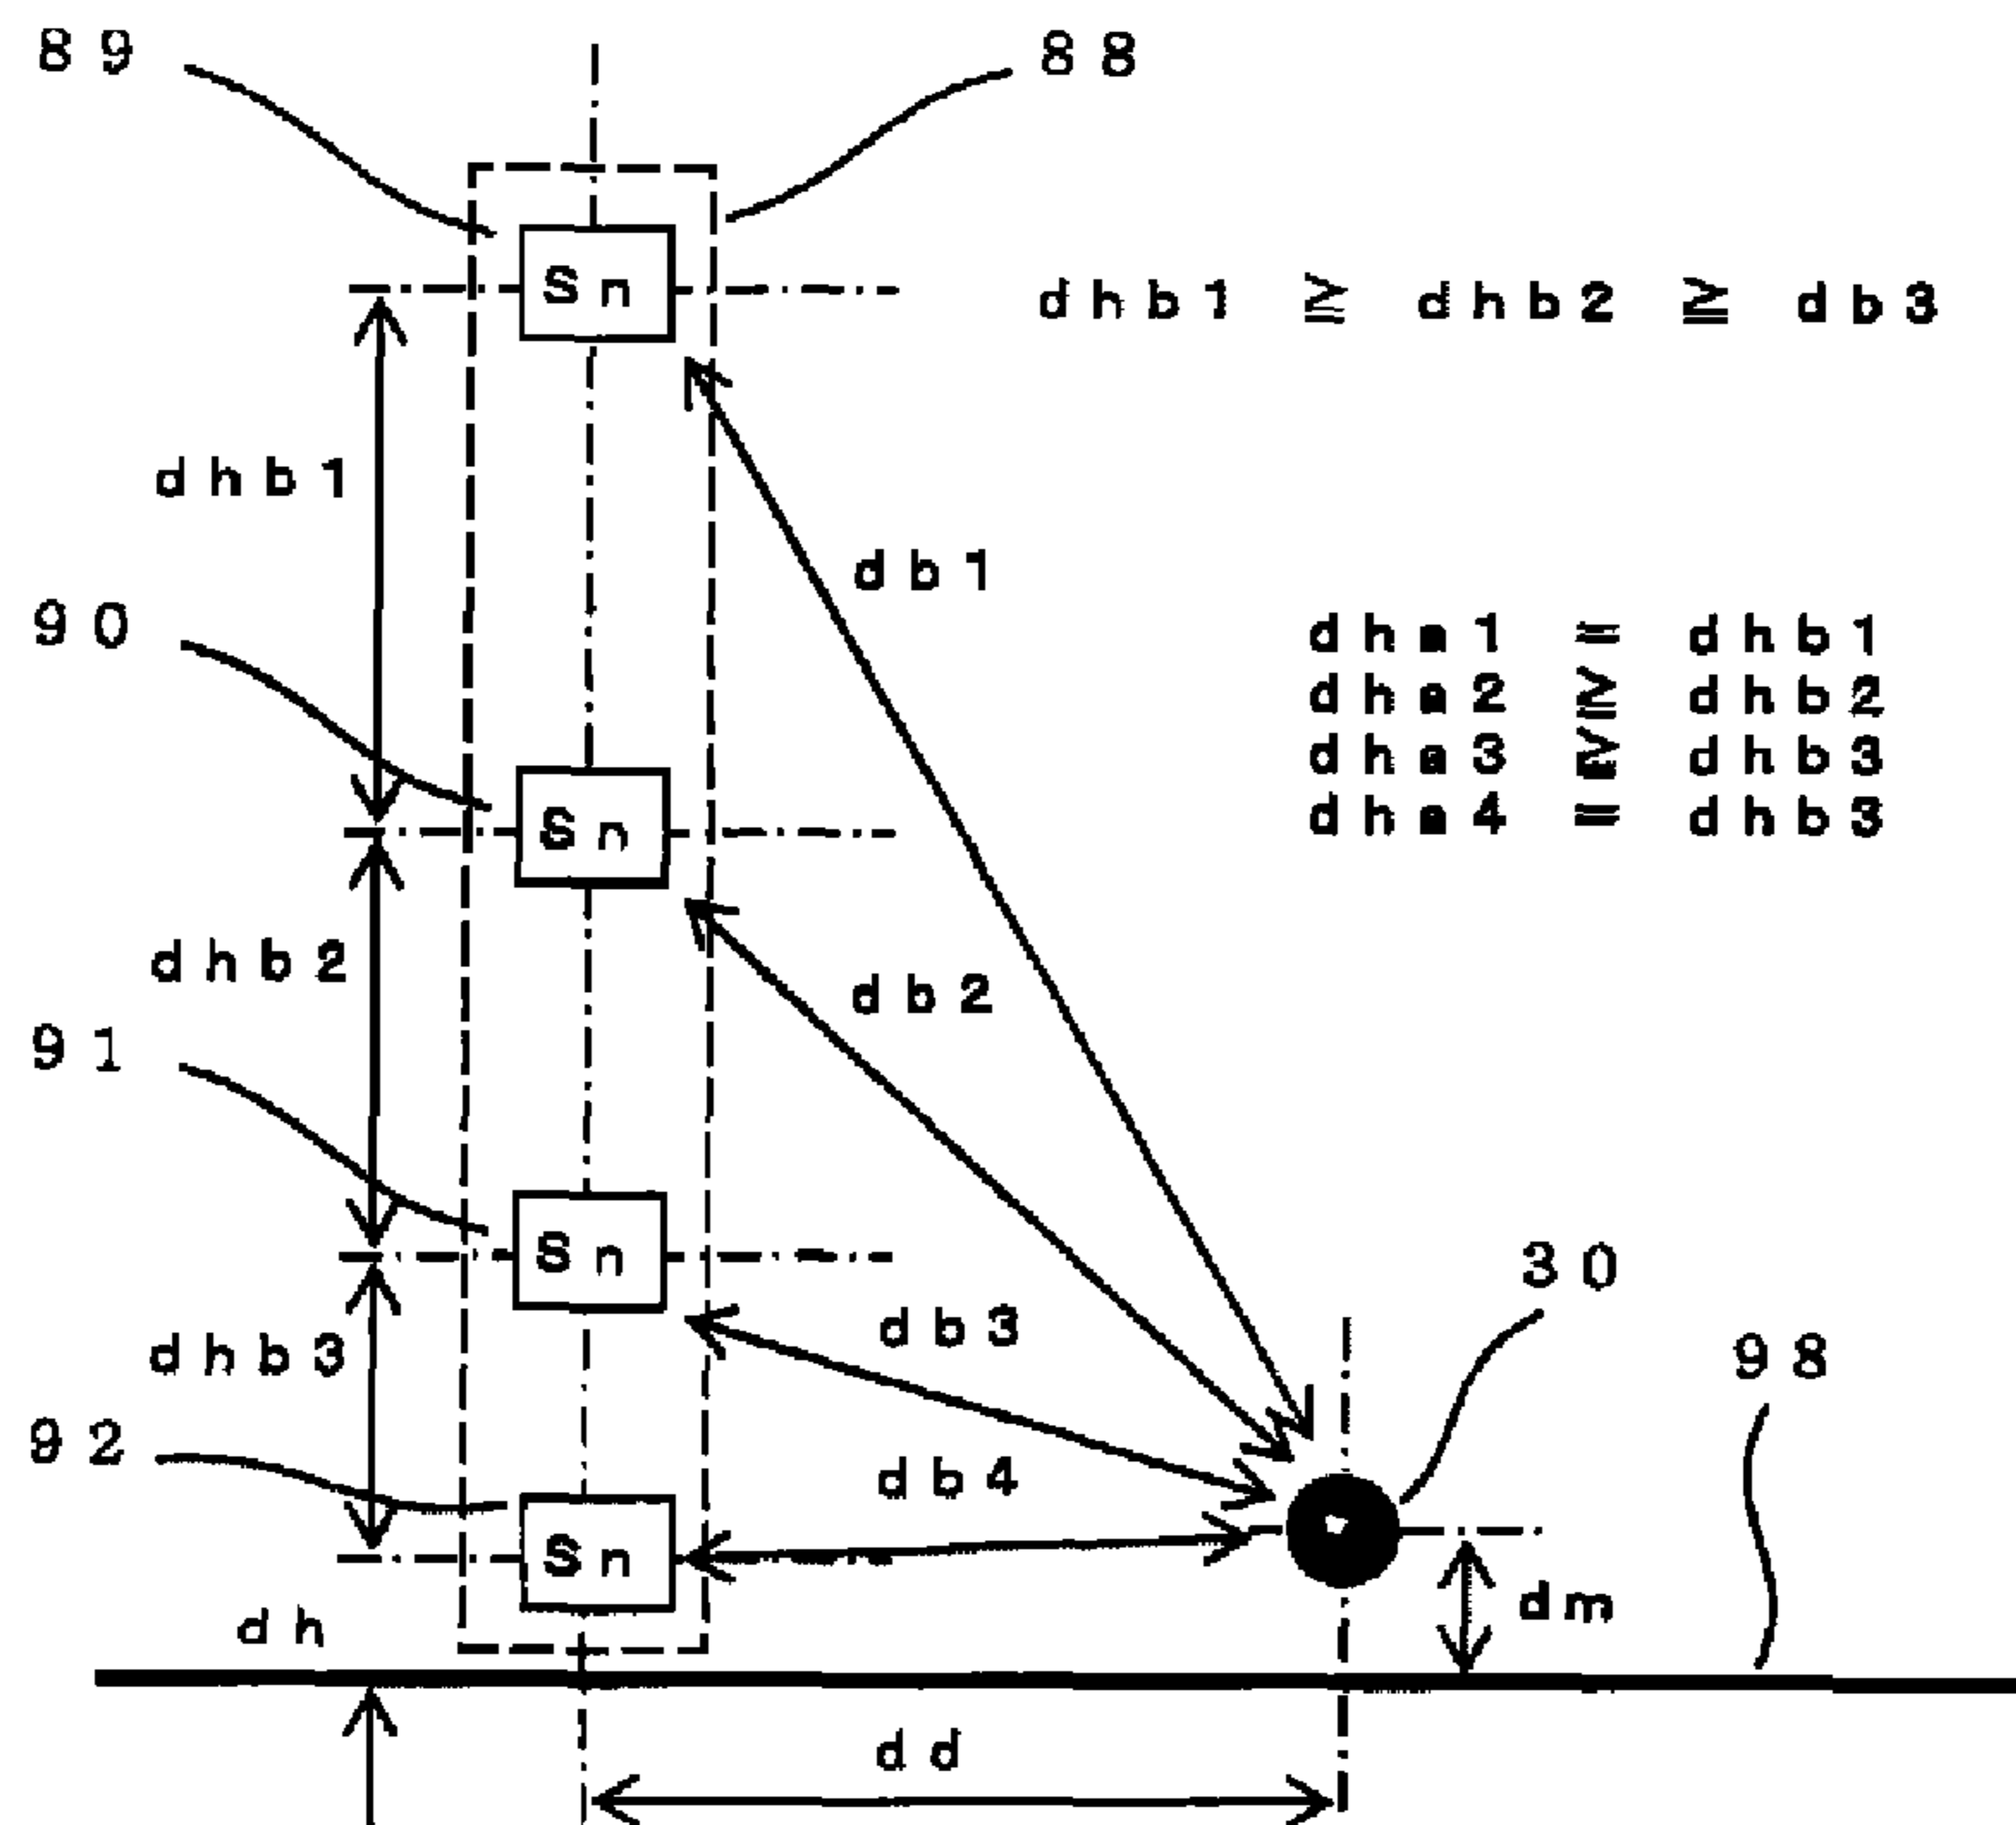 89
88
Sn
dhb1 ≧ dhb2 ≧ db3
dhb1
db1
90
dha1 = dhb1
dha2 ≧ dhb2
dha3 ≧ dhb3
dha4 = dhb3
Sn
dhb2
db2
91
Sn
30
db3
98
dhb3
92
db4
Sn
dm
dh
dd